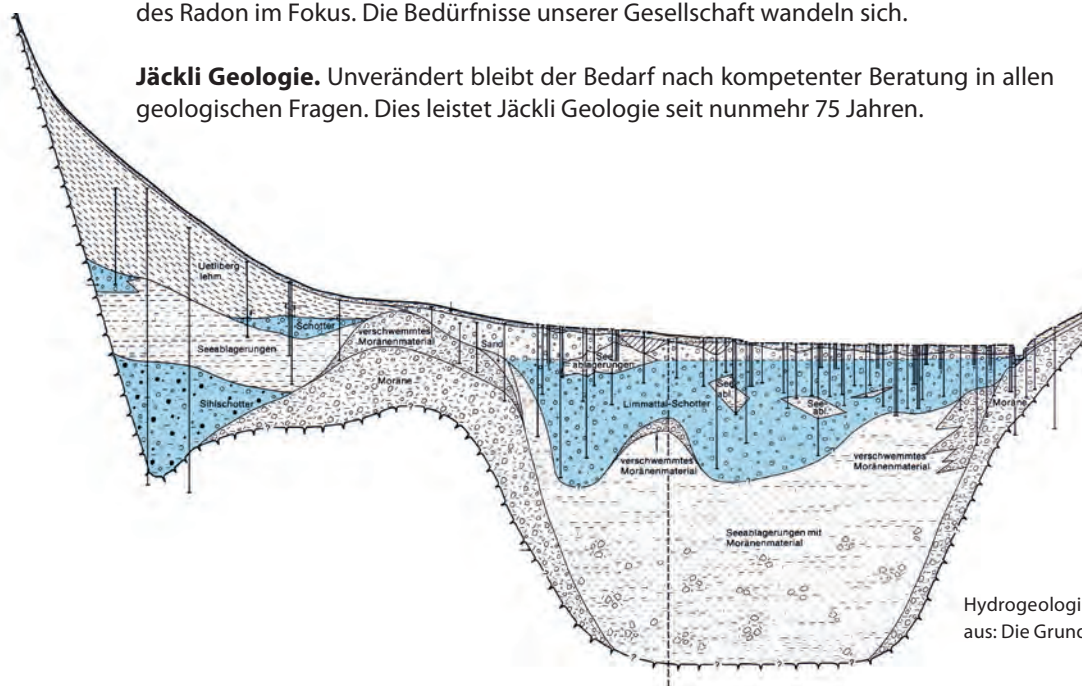 des Radon im Fokus. Die Bedürfnisse unserer Gesellschaft wandeln sich.
Jäckli Geologie. Unverändert bleibt der Bedarf nach kompetenter Beratung in allen
geologischen Fragen. Dies leistet Jäckli Geologie seit nunmehr 75 Jahren.
Uetliberg
lehm
Schotter
verschwemmtes
Moränenmaterial
Sand
Seeablagerungen
See
ablagerungen
Moräne
Sihlschotter
Limmattal-Schotter
See
abl.
See
abl.
Moräne
verschwemmtes
Moränenmaterial
verschwemmtes
Moränenmaterial
Seeablagerungen mit
Moränenmaterial
?
?
?
?
?
?
?
Hydrogeologi
aus: Die Grund